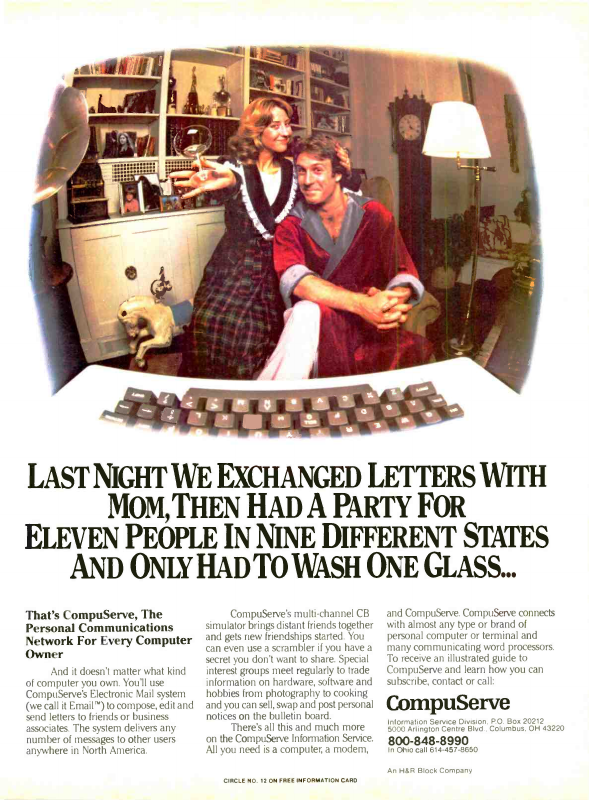 LAST NIGHT WE EXCHANGED LETTERS WITH
MOM, THEN HAD A PARTY FOR
ELEVEN PEOPLE IN NINE DIFFERENT STATES
AND ONLY HAD TO WASH ONE GLASS...
That's CompuServe, The
Personal Communications
Network For Every Computer
Owner
And it doesn't matter what kind
of computer you own. You'll use
CompuServe's Electronic Mail system
(we call it Email™) to compose, edit and
send letters to friends or business
associates. The system delivers any
number of messages to other users
anywhere in North America.
CompuServe's multi-channel CB
simulator brings distant friends together
and gets new friendships started. You
can even use a scrambler if you have a
secret you don't want to share. Special
interest groups meet regularly to trade
information on hardware, software and
hobbies from photography to cooking
and you can sell, swap and post personal
notices on the bulletin board.
There's all this and much more
on the CompuServe Information Service.
All you need is a computer, a modem,
and CompuServe. CompuServe connects
with almost any type or brand of
personal computer or terminal and
many communicating word processors.
To receive an illustrated guide to
CompuServe and learn how you can
subscribe, contact or call:
CompuServe
Information Service Division, P.O. Box 20212
5000 Arlington Centre Blvd., Columbus, OH 43220
800-848-8990
In Ohio call 614-457-8650
An H&R Block Company
CIRCLE NO. 12 ON FREE INFORMATION CARD